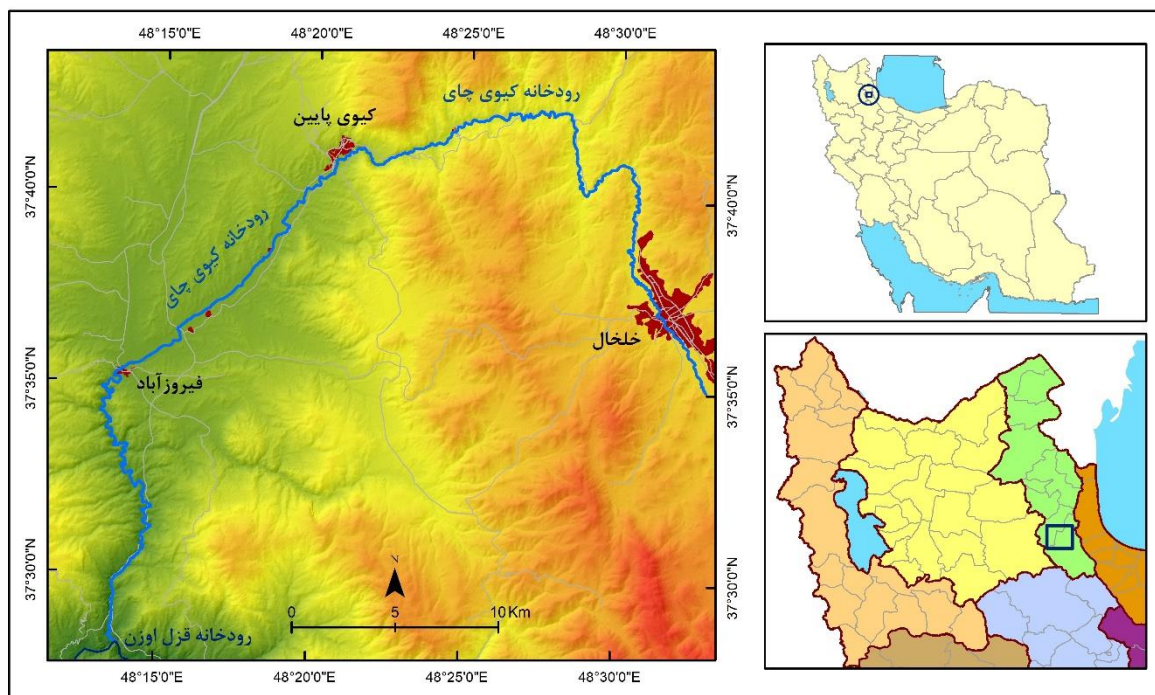 48°15'0"E
48°20'0"E
48°25'0"E
48°30'0"E
رودخانه کیوی چای
کیوی پایین
37°40'0"N
37°40'0"N
رودخانه کیوی چای
خلخال
فیروزآباد
37°35'0"N
37°35'0"N
37°30'0"N
37°30'0"N
N
0 5 10 Km
رودخانه قزل اوزن
48°15'0"E
48°20'0"E
48°25'0"E
48°30'0"E